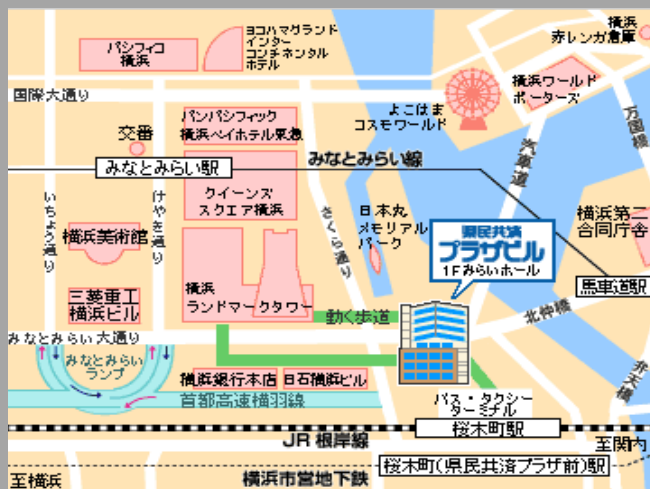 ヨコハマグランド
インター
コンチネンタル
ホテル
パシフィコ
横浜
横浜
赤レンガ倉庫
国際大通り
横浜ワールド
ポーターズ
よこはま
コスモワールド
万国橋
パンパシフィック
横浜ベイホテル東急
交番
汽車道
みなとみらい駅
みなとみらい線
いちょう通り
けやき通り
クイーンズ
スクエア横浜
さくら通り
日本丸
メモリアル
パーク
横浜第二
合同庁舎
横浜美術館
県民共済
プラザビル
1Fみらいホール
馬車道駅
三菱重工
横浜ビル
横浜
ランドマークタワー
動く歩道
北仲橋
みなとみらい大通り
みなとみらい
ランプ
弁天橋
横浜銀行本店
日石横浜ビル
首都高速横羽線
バス・タクシー
ターミナル
桜木町駅
JR 根岸線
至関内
桜木町(県民共済プラザ前)駅
至横浜
横浜市営地下鉄